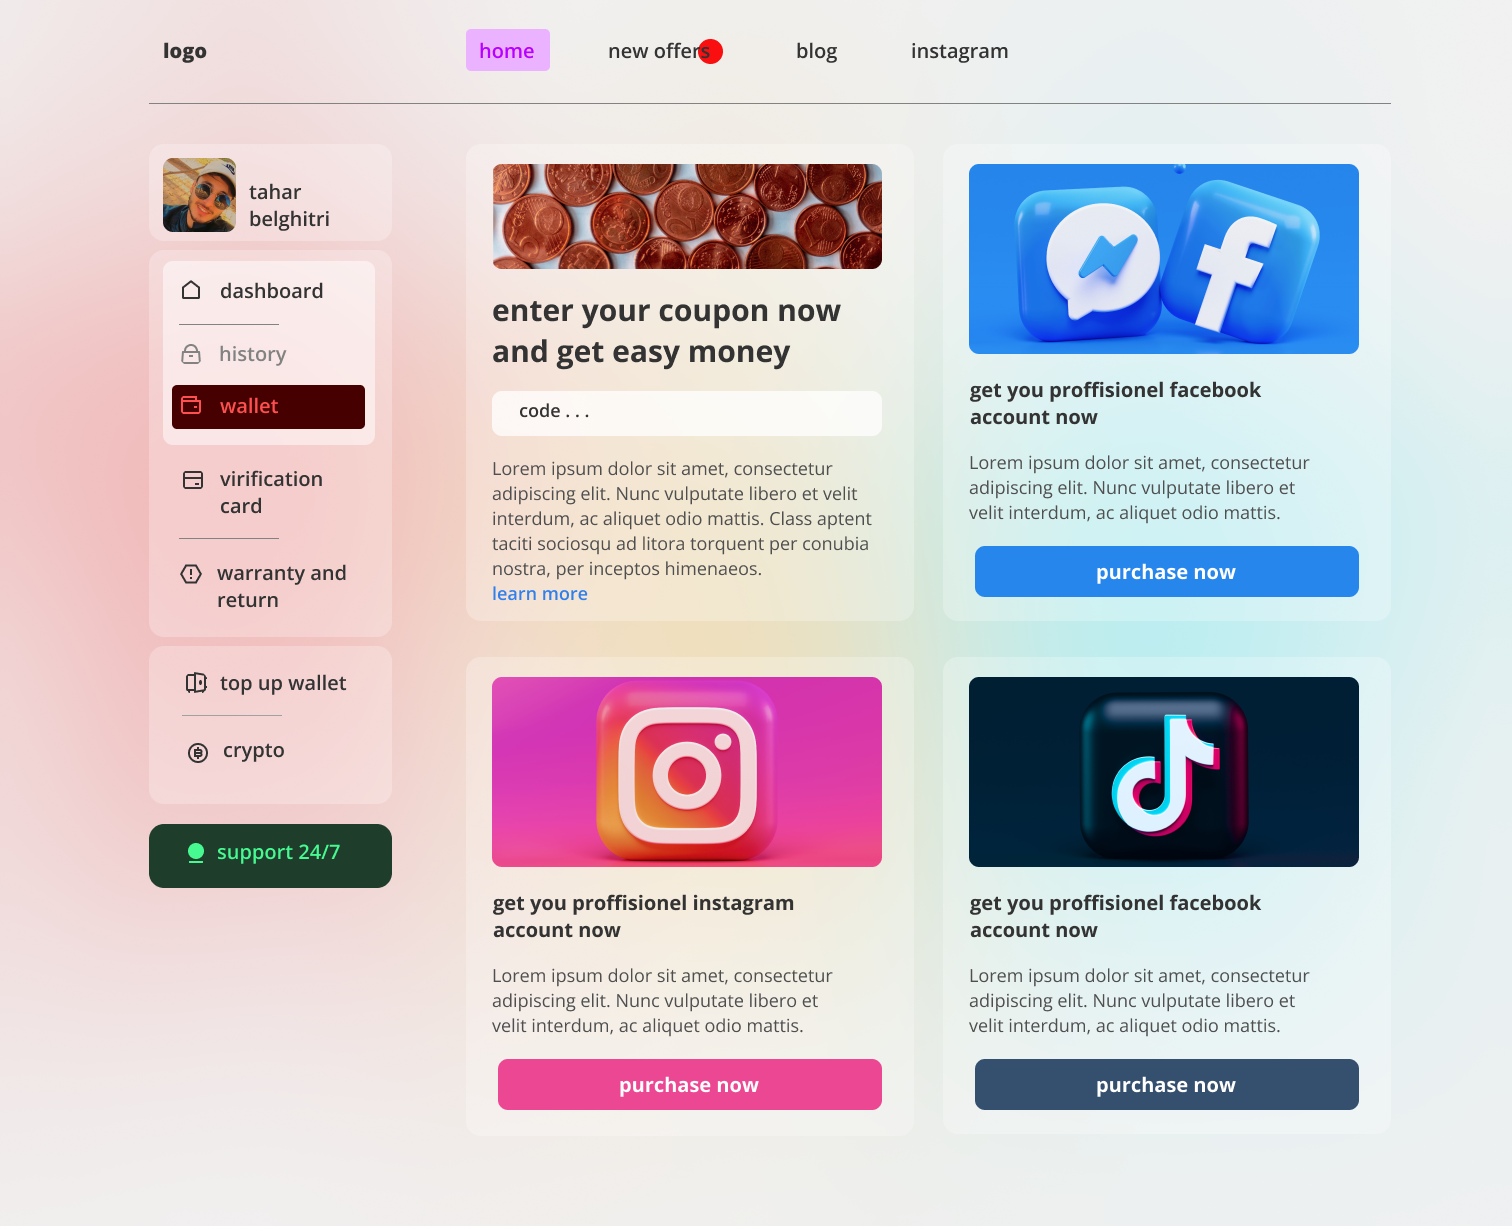 logo
home
new offers
blog
instagram
tahar
belghitri
dashboard
history
wallet
virification
card
warranty and
return
top up wallet
crypto
support 24/7
enter your coupon now
and get easy money
code . . .
Lorem ipsum dolor sit amet, consectetur
adipiscing elit. Nunc vulputate libero et velit
interdum, ac aliquet odio mattis. Class aptent
taciti sociosqu ad litora torquent per conubia
nostra, per inceptos himenaeos.
learn more
get you proffisionel facebook
account now
Lorem ipsum dolor sit amet, consectetur
adipiscing elit. Nunc vulputate libero et
velit interdum, ac aliquet odio mattis.
purchase now
get you proffisionel instagram
account now
Lorem ipsum dolor sit amet, consectetur
adipiscing elit. Nunc vulputate libero et
velit interdum, ac aliquet odio mattis.
purchase now
get you proffisionel facebook
account now
Lorem ipsum dolor sit amet, consectetur
adipiscing elit. Nunc vulputate libero et
velit interdum, ac aliquet odio mattis.
purchase now